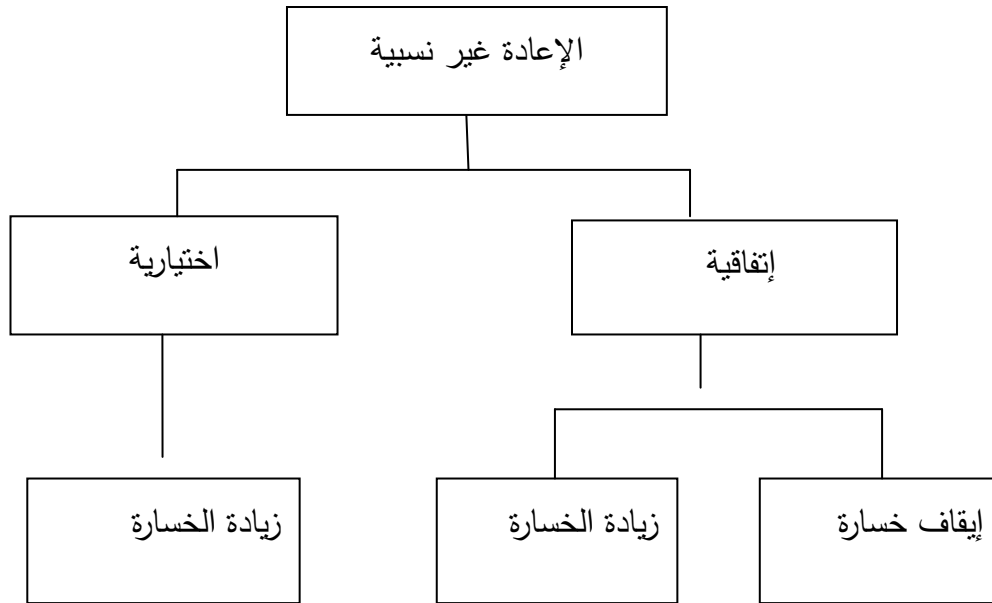 الإعادة غير نسبية
إتفاقية
اختيارية
إيقاف خسارة
زيادة الخسارة
زيادة الخسارة